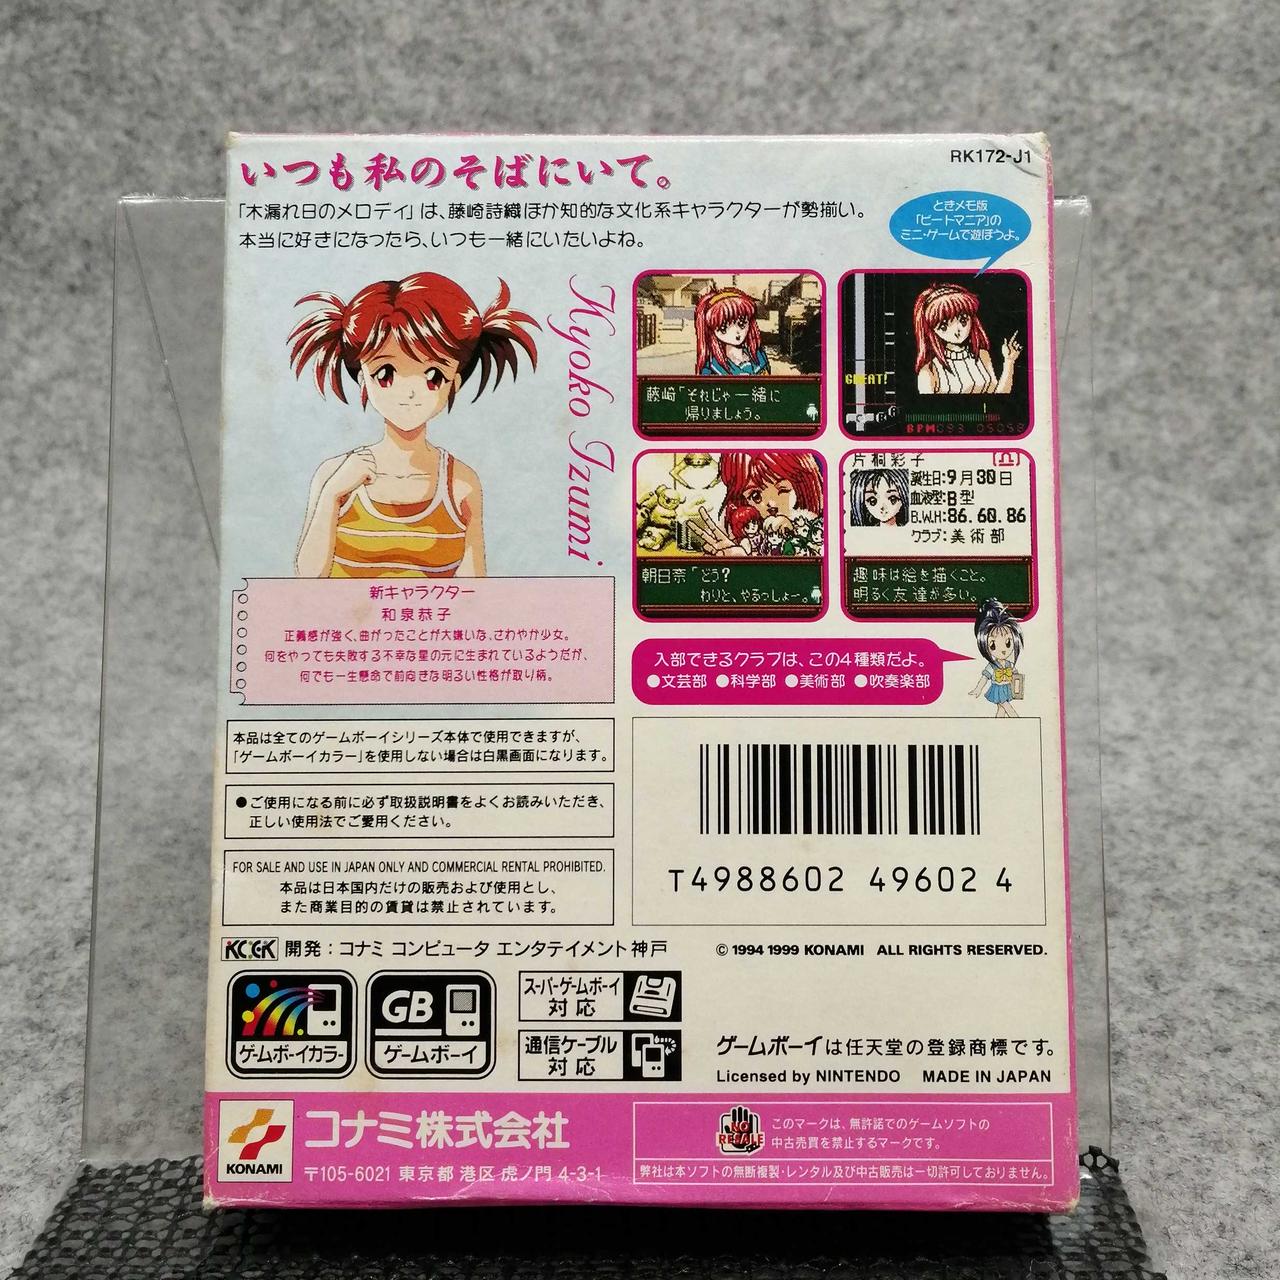 いつも私のそばにいて。
RK172-J1
「木漏れ日のメロディ」は、藤崎詩織ほか知的な文化系キャラクターが勢揃い。
本当に好きになったら、いつも一緒にいたいよね。
ときメモ版
「ビートマニア」の
ミニ・ゲームで遊ぼうよ。
Kyoko Izumi
藤崎「それじゃ一緒に
帰りましょう。
GREAT!
BPM
朝日奈「どう?
わりと、やるっしょー。
片桐彩子
誕生日:9月30日
血液型:B型
B.W.H:86.60.86
クラブ:美術部
趣味は絵を描くこと。
明るく友達が多い。
新キャラクター
和泉恭子
正義感が強く、曲がったことが大嫌いな、さわやか少女。
何をやっても失敗する不幸な星の元に生まれているようだが、
何でも一生懸命で前向きな明るい性格が取り柄。
入部できるクラブは、この4種類だよ。
●文芸部 ●科学部 ●美術部 ●吹奏楽部
本品は全てのゲームボーイシリーズ本体で使用できますが、
「ゲームボーイカラー」を使用しない場合は白黒画面になります。
●ご使用になる前に必ず取扱説明書をよくお読みいただき、
正しい使用法でご愛用ください。
FOR SALE AND USE IN JAPAN ONLY AND COMMERCIAL RENTAL PROHIBITED.
本品は日本国内だけの販売および使用とし、
また商業目的の賃貸は禁止されています。
T4988602 49602 4
KCEK 開発:コナミ コンピュータ エンタテイメント神戸
© 1994 1999 KONAMI ALL RIGHTS RESERVED.
ゲームボーイカラー
GB
ゲームボーイ
スーパーゲームボーイ
対応
通信ケーブル
対応
ゲームボーイは任天堂の登録商標です。
Licensed by NINTENDO MADE IN JAPAN
KONAMI
コナミ株式会社
〒105-6021 東京都 港区 虎ノ門 4-3-1
NO RESALE
このマークは、無許諾でのゲームソフトの
中古売買を禁止するマークです。
弊社は本ソフトの無断複製・レンタル及び中古販売は一切許可しておりません。